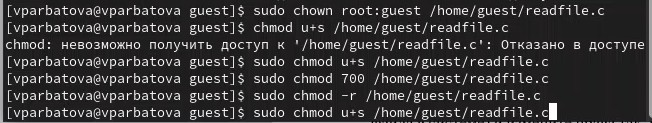 [vparbatova@vparbatova guest]$ sudo chown root:guest /home/guest/readfile.c
[vparbatova@vparbatova guest]$ chmod u+s /home/guest/readfile.c
chmod: невозможно получить доступ к '/home/guest/readfile.c': Отказано в доступе
[vparbatova@vparbatova guest]$ sudo chmod u+s /home/guest/readfile.c
[vparbatova@vparbatova guest]$ sudo chmod 700 /home/guest/readfile.c
[vparbatova@vparbatova guest]$ sudo chmod -r /home/guest/readfile.c
[vparbatova@vparbatova guest]$ sudo chmod u+s /home/guest/readfile.c